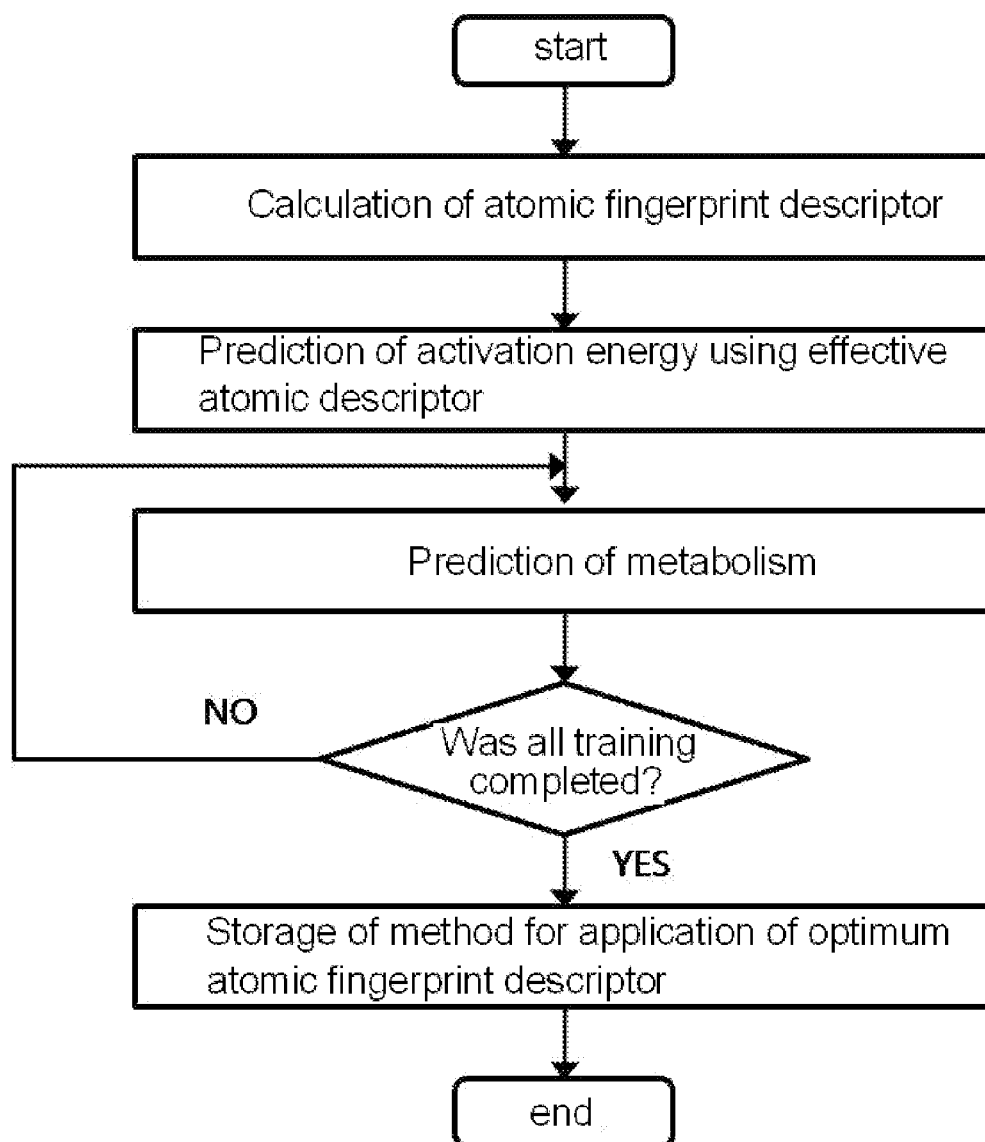 start
Calculation of atomic fingerprint descriptor
Prediction of activation energy using effective
atomic descriptor
Prediction of metabolism
NO
Was all training
completed?
YES
Storage of method for application of optimum
atomic fingerprint descriptor
end